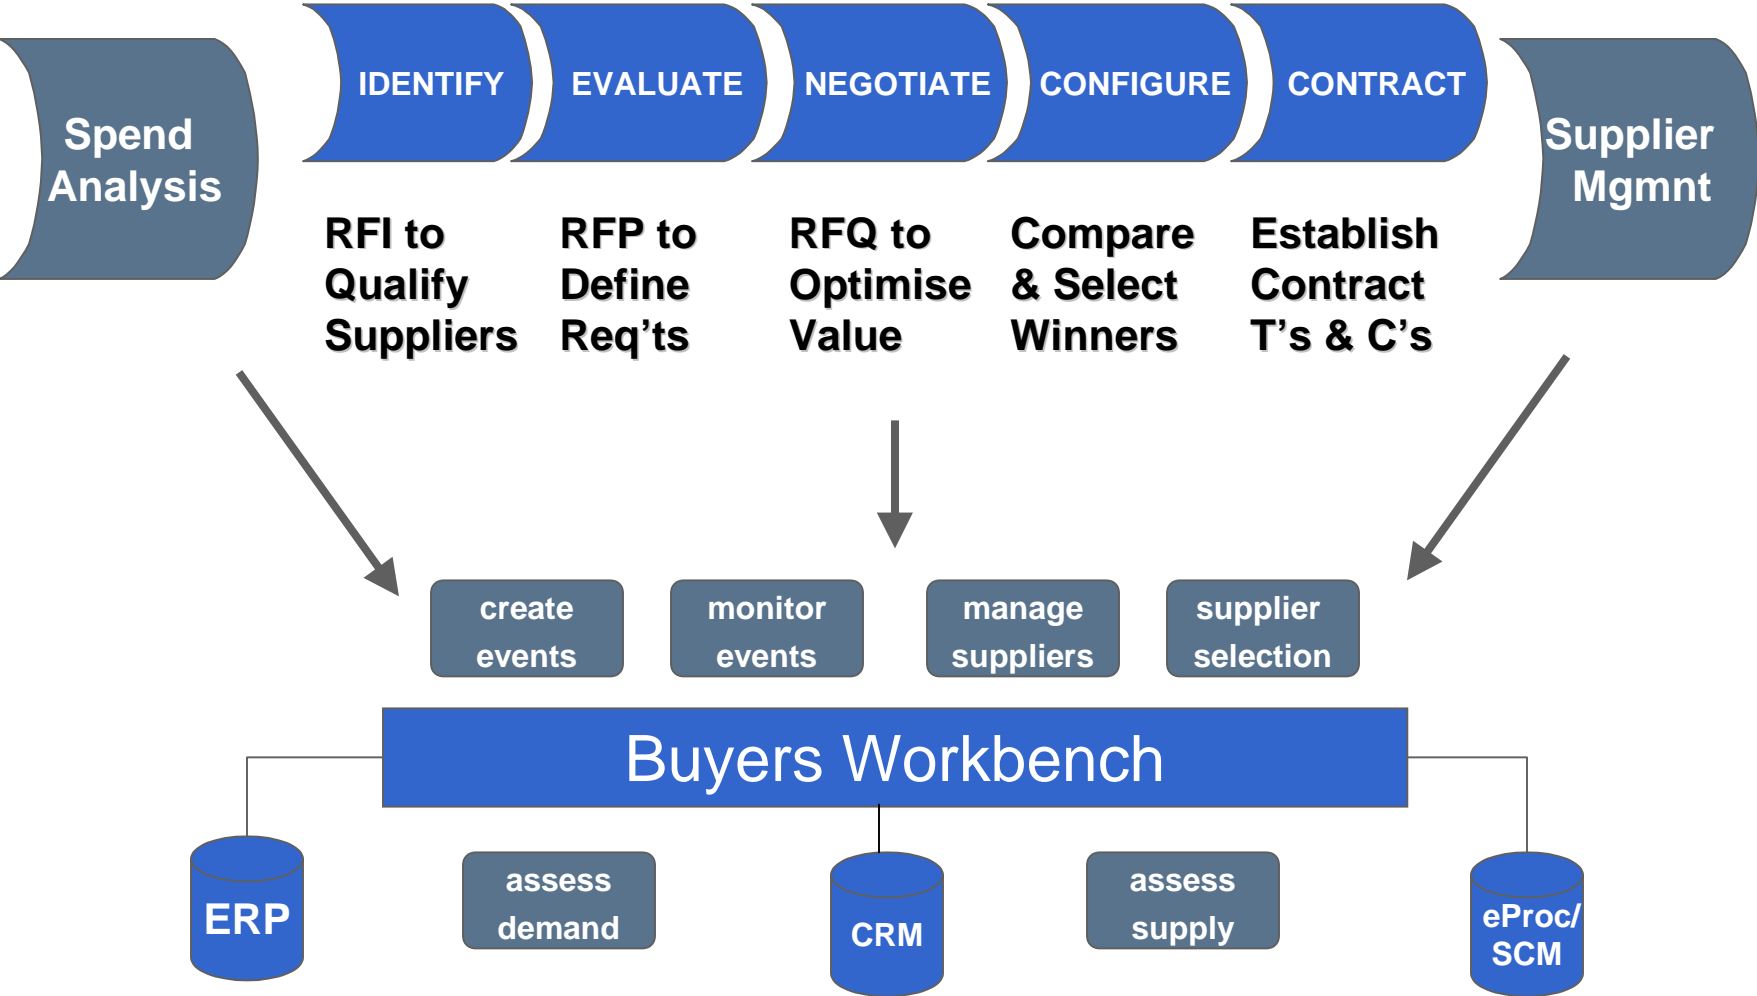 Spend
Analysis
IDENTIFY
EVALUATE
NEGOTIATE
CONFIGURE
CONTRACT
Supplier
Mgmnt
RFI to
Qualify
Suppliers
RFP to
Define
Req’ts
RFQ to
Optimise
Value
Compare
& Select
Winners
Establish
Contract
T’s & C’s
create
events
monitor
events
manage
suppliers
supplier
selection
Buyers Workbench
ERP
assess
demand
CRM
assess
supply
eProc/
SCM